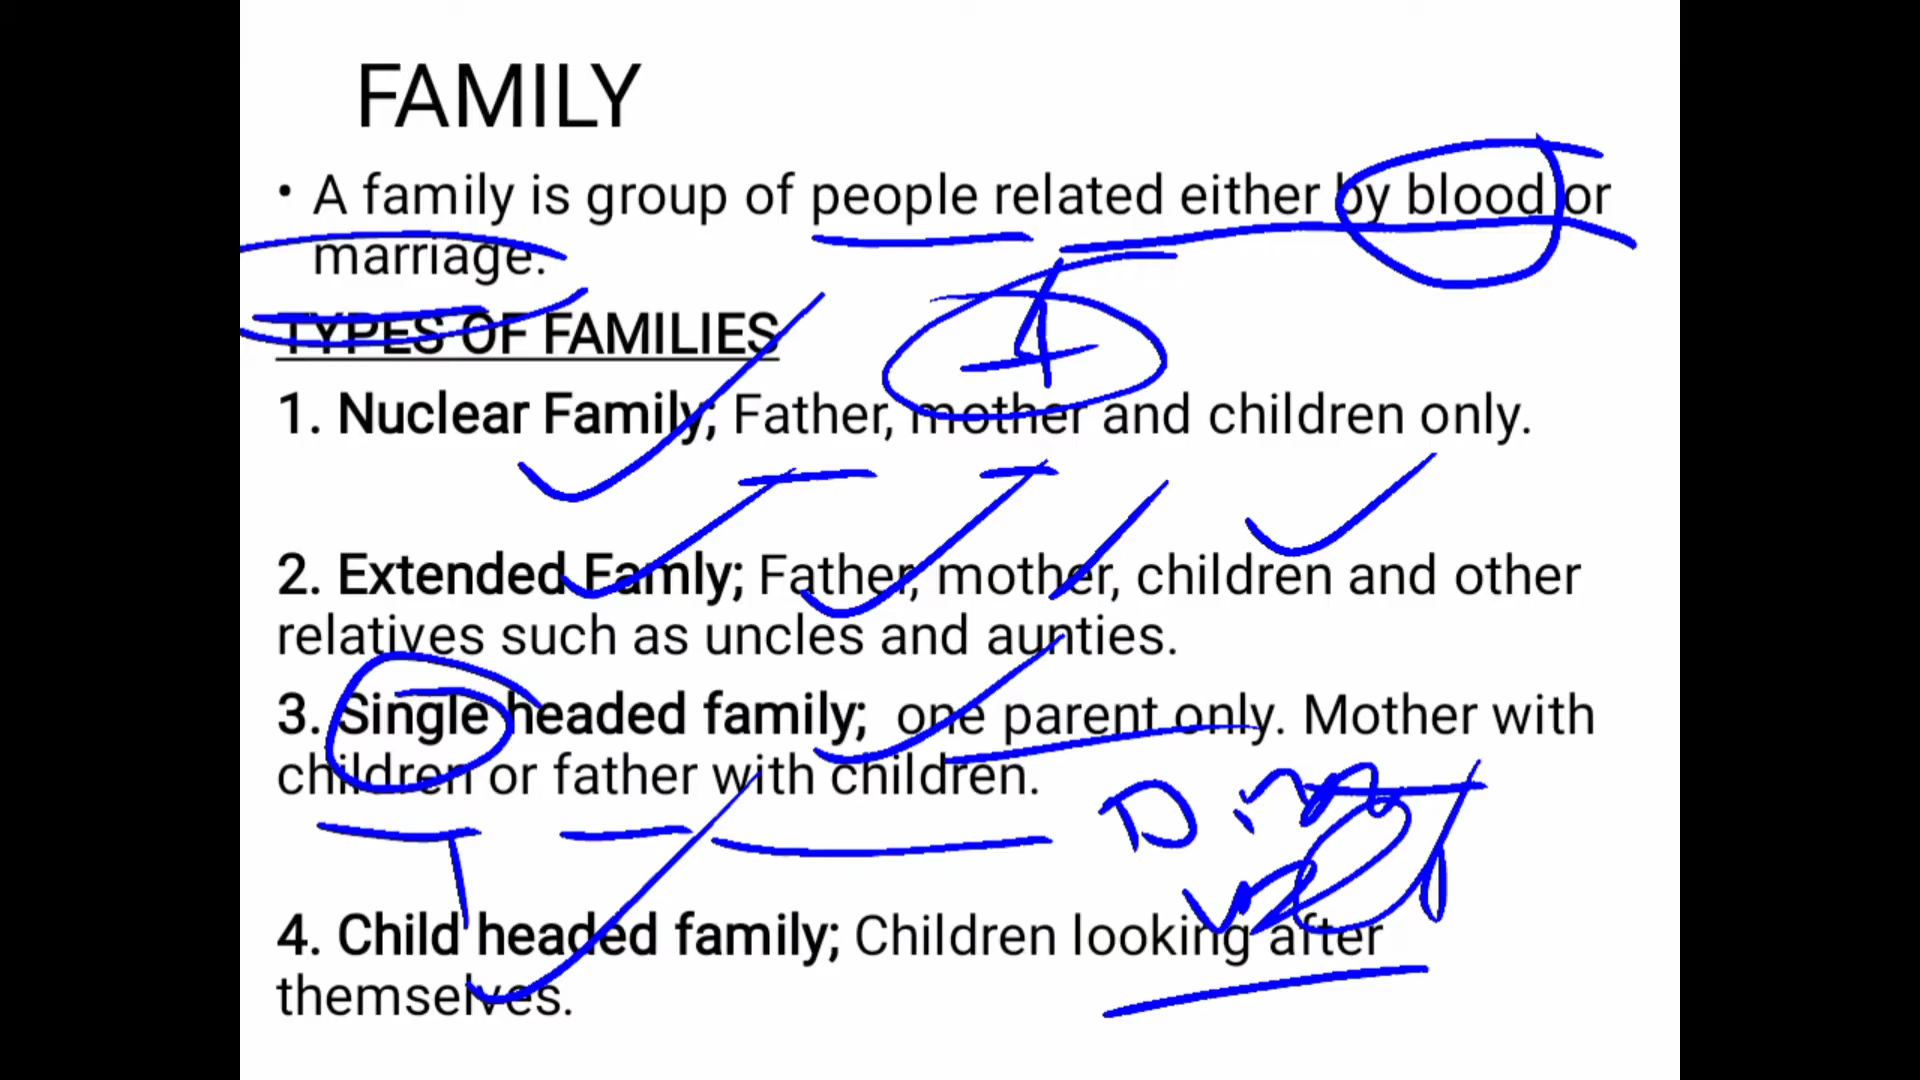 FAMILY
• A family is group of people related either by blood or
marriage.
TYPES OF FAMILIES
4
1. Nuclear Family; Father, mother and children only.
2. Extended Famly; Father, mother, children and other
relatives such as uncles and aunties.
3. Single headed family; one parent only. Mother with
children or father with children.
4. Child headed family; Children looking after
themselves.